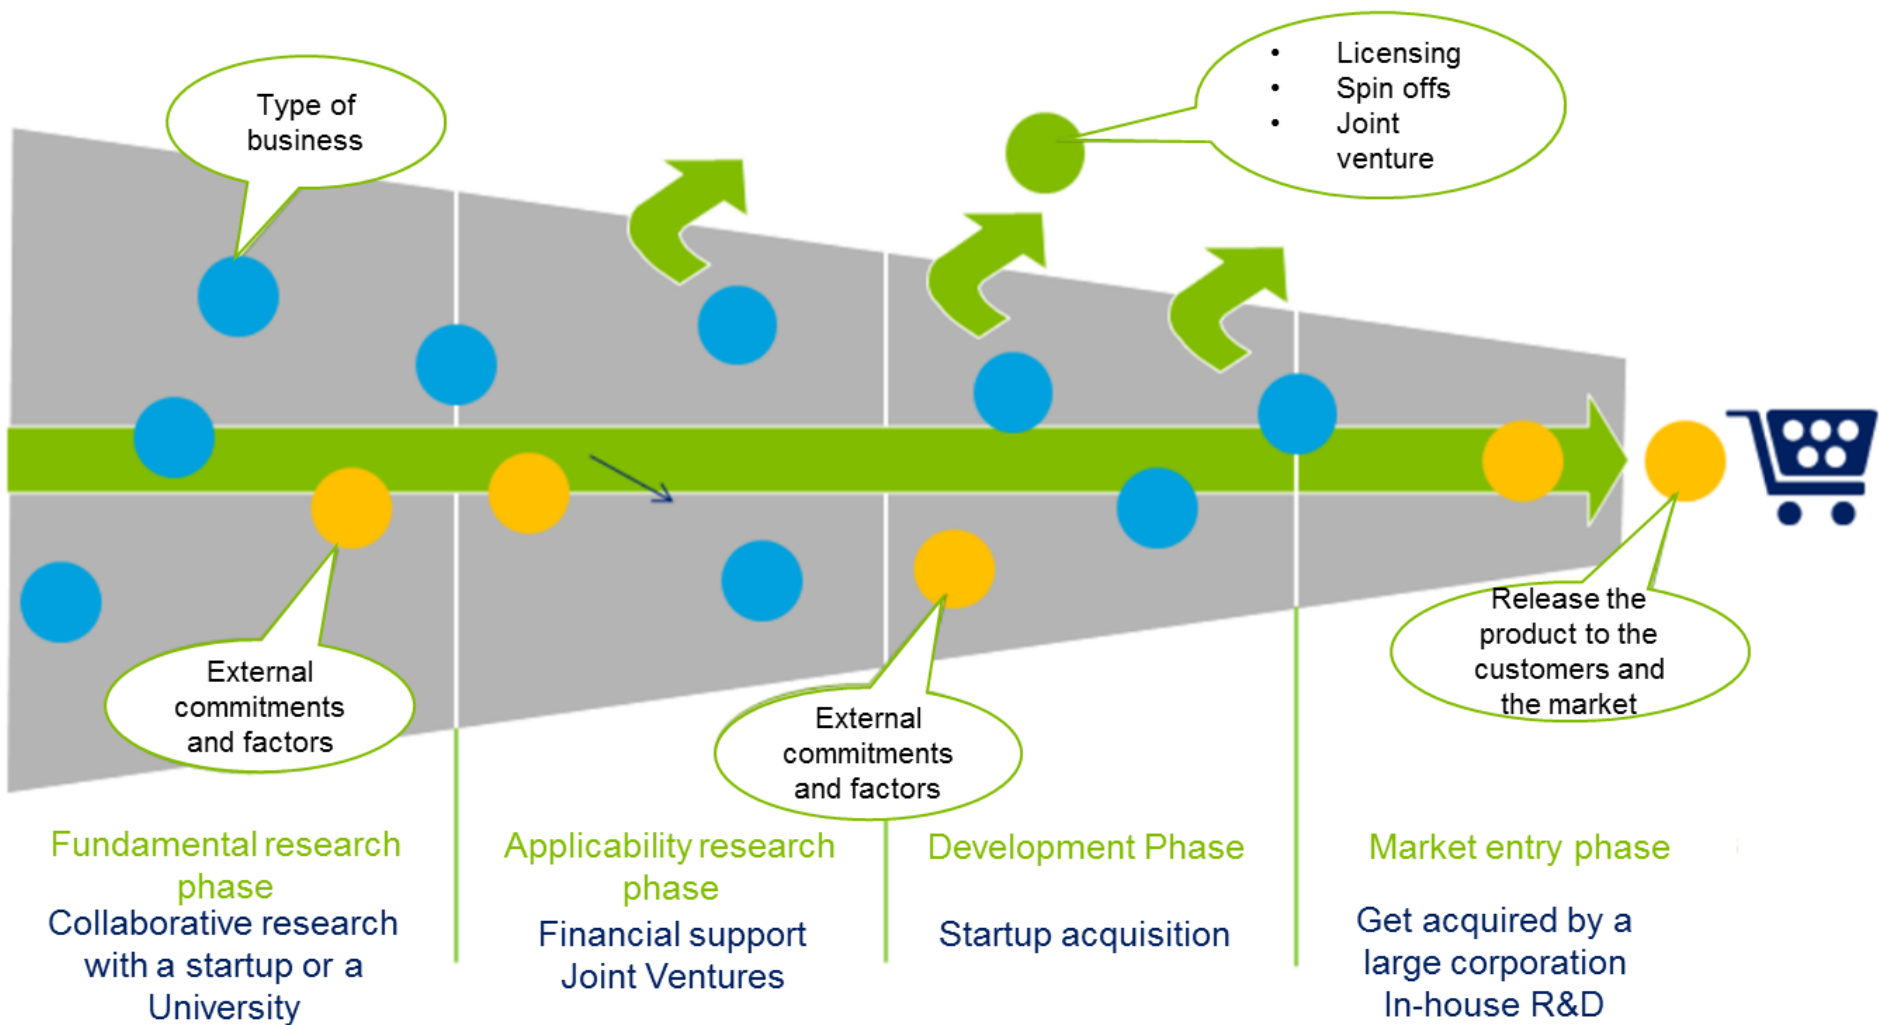 Type of
business
• Licensing
• Spin offs
• Joint
venture
External
commitments
and factors
External
commitments
and factors
Release the
product to the
customers and
the market
Fundamental research
phase
Collaborative research
with a startup or a
University
Applicability research
phase
Financial support
Joint Ventures
Development Phase
Startup acquisition
Market entry phase
Get acquired by a
large corporation
In-house R&D